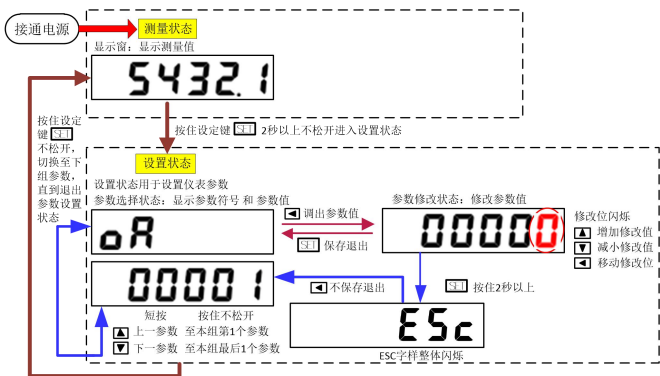 接通电源
测量状态
显示窗：显示测量值
5432.1
按住设定键 SET 2秒以上不松开进入设置状态
按住设定
键 SET
不松开，
切换至下
组参数，
直到退出
参数设置
状态
设置状态
设置状态用于设置仪表参数
参数选择状态：显示参数符号 和 参数值
oA
00001
短按 按住不松开
▲ 上一参数 至本组第1个参数
▼ 下一参数 至本组最后1个参数
◀ 调出参数值
SET 保存退出
参数修改状态：修改参数值
00000
修改位闪烁
▲ 增加修改值
▼ 减小修改值
◀ 移动修改位
◀ 不保存退出
SET 按住2秒以上
ESc
ESC字样整体闪烁